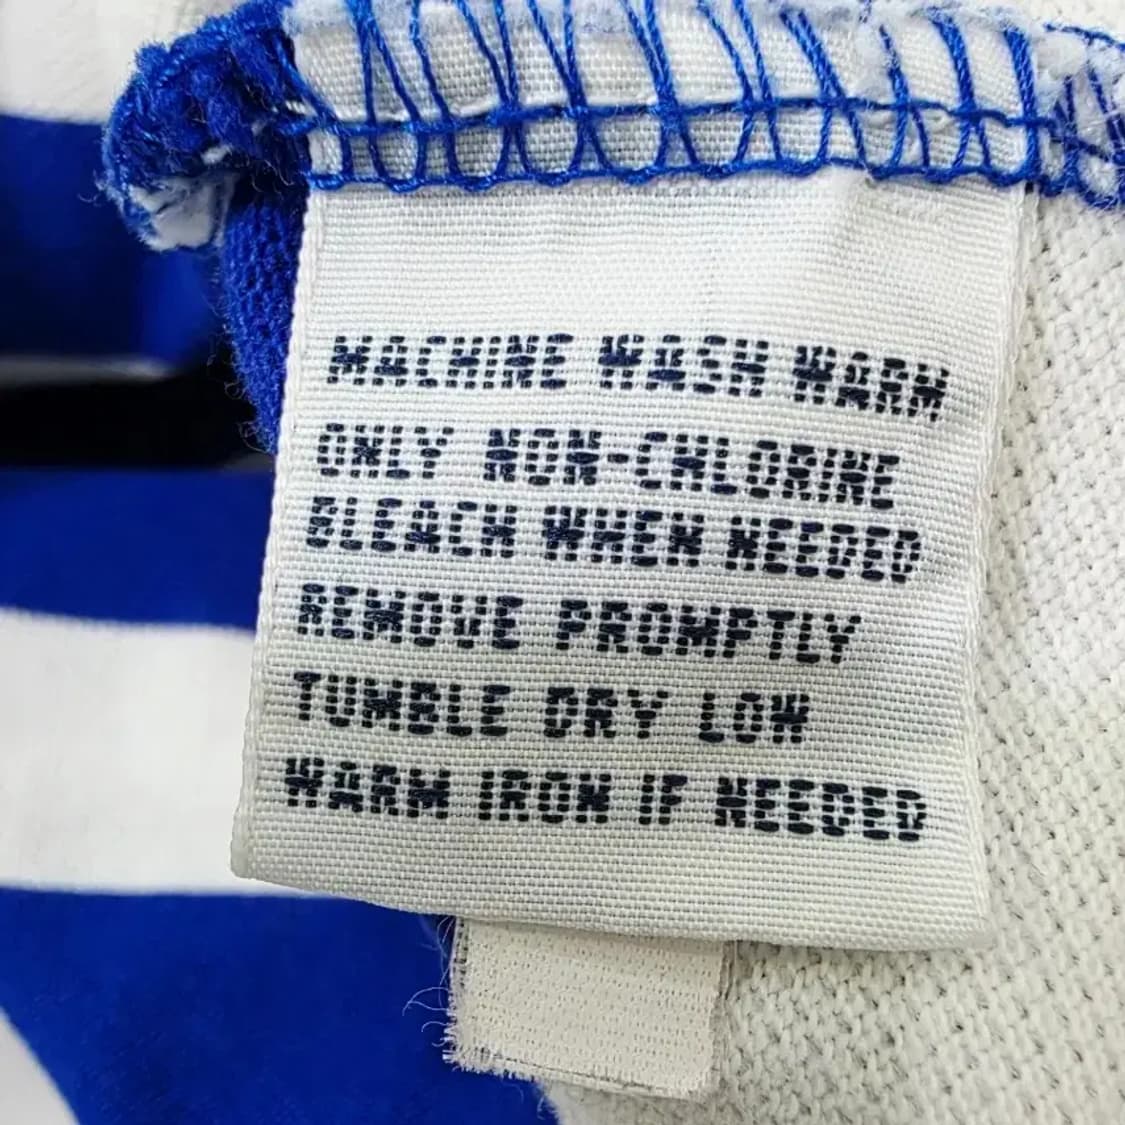 MACHINE WASH WARM
ONLY NON-CHLORINE
BLEACH WHEN NEEDED
REMOVE PROMPTLY
TUMBLE DRY LOW
WARM IRON IF NEEDED